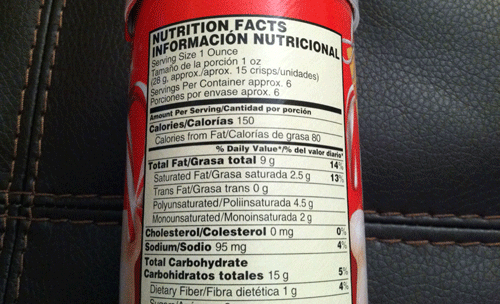 NUTRITION FACTS
INFORMACIÓN NUTRICIONAL
Serving Size 1 Ounce
Tamaño de la porción 1 oz
(28 g, approx./aprox. 15 crisps/unidades)
Servings Per Container approx. 6
Porciones por envase aprox. 6
Amount Per Serving/Cantidad por porción
Calories/Calorías 150
Calories from Fat/Calorías de grasa 80
% Daily Value*/% del valor diario*
Total Fat/Grasa total 9 g 14%
Saturated Fat/Grasa saturada 2.5 g 13%
Trans Fat/Grasa trans 0 g
Polyunsaturated/Poliinsaturada 4.5 g
Monounsaturated/Monoinsaturada 2 g
Cholesterol/Colesterol 0 mg 0%
Sodium/Sodio 95 mg 4%
Total Carbohydrate
Carbohidratos totales 15 g 5%
Dietary Fiber/Fibra dietética 1 g 4%